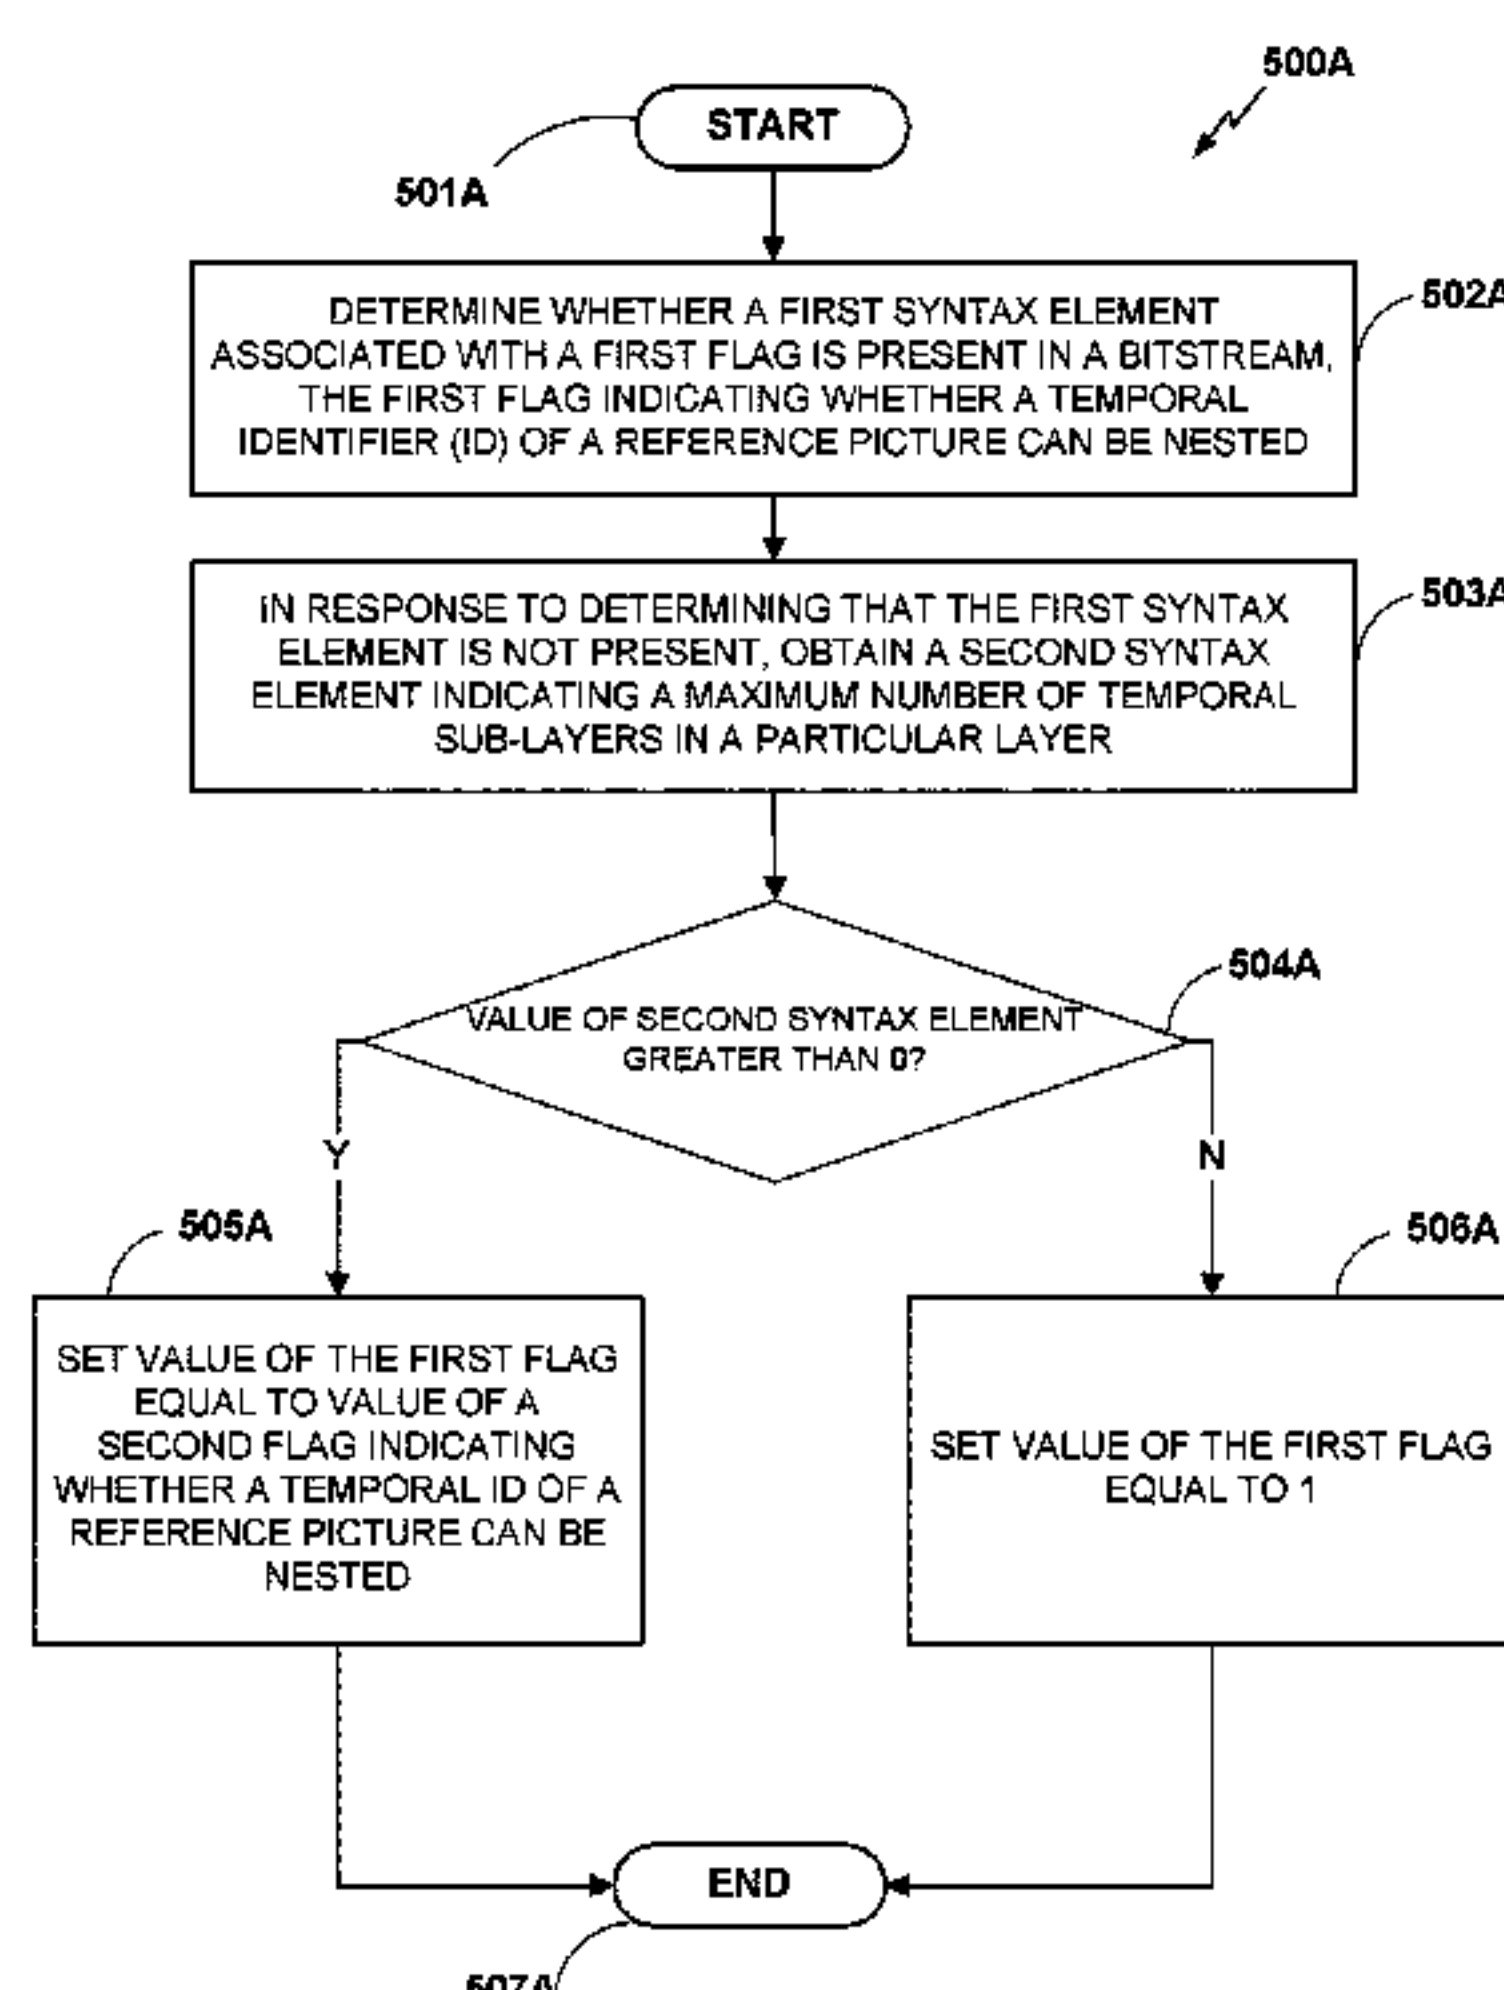 500A
START
501A
DETERMINE WHETHER A FIRST SYNTAX ELEMENT
ASSOCIATED WITH A FIRST FLAG IS PRESENT IN A BITSTREAM,
THE FIRST FLAG INDICATING WHETHER A TEMPORAL
IDENTIFIER (ID) OF A REFERENCE PICTURE CAN BE NESTED
502A
IN RESPONSE TO DETERMINING THAT THE FIRST SYNTAX
ELEMENT IS NOT PRESENT, OBTAIN A SECOND SYNTAX
ELEMENT INDICATING A MAXIMUM NUMBER OF TEMPORAL
SUB-LAYERS IN A PARTICULAR LAYER
503A
504A
VALUE OF SECOND SYNTAX ELEMENT
GREATER THAN 0?
Y
N
505A
506A
SET VALUE OF THE FIRST FLAG
EQUAL TO VALUE OF A
SECOND FLAG INDICATING
WHETHER A TEMPORAL ID OF A
REFERENCE PICTURE CAN BE
NESTED
SET VALUE OF THE FIRST FLAG
EQUAL TO 1
END
507A